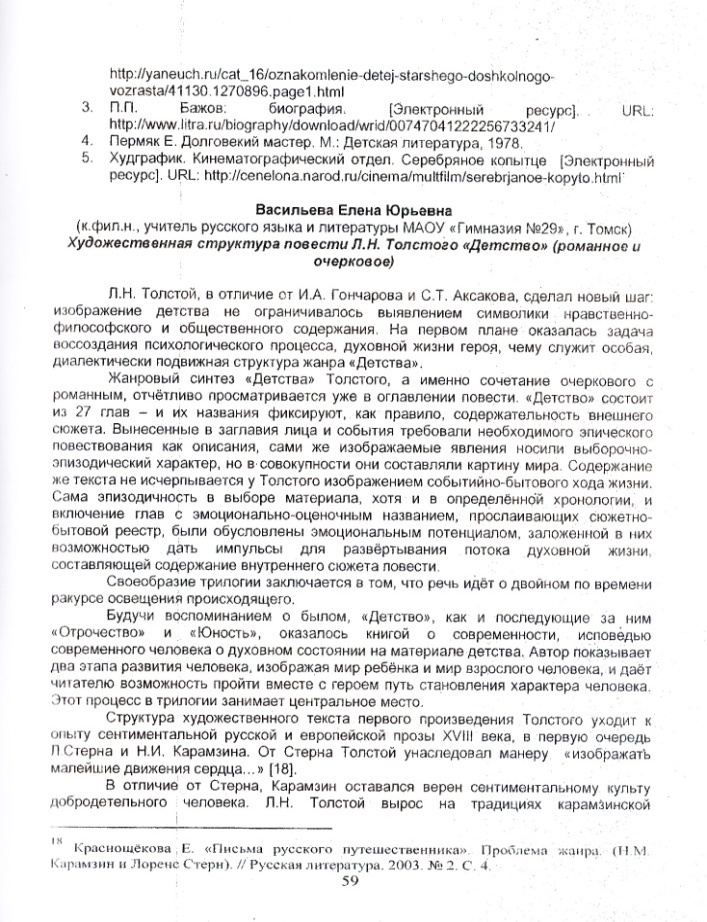 http://yaneuch.ru/cat_16/oznakomlenie-detej-starshego-doshkolnogo-
vozrasta/41130.1270896.page1.html
3. П.П. Бажов: биография. [Электронный ресурс]. URL:
http://www.litra.ru/biography/download/wrid/00747041222256733241/
4. Пермяк Е. Долговекий мастер. М.: Детская литература, 1978.
5. Худграфик. Кинематографический отдел. Серебряное копытце [Электронный
ресурс]. URL: http://cenelona.narod.ru/cinema/multfilm/serebrjanoe-kopyto.html
Васильева Елена Юрьевна
(к.фил.н., учитель русского языка и литературы МАОУ «Гимназия №29», г. Томск)
Художественная структура повести Л.Н. Толстого «Детство» (романное и
очерковое)
Л.Н. Толстой, в отличие от И.А. Гончарова и С.Т. Аксакова, сделал новый шаг:
изображение детства не ограничивалось выявлением символики нравственно-
философского и общественного содержания. На первом плане оказалась задача
воссоздания психологического процесса, духовной жизни героя, чему служит особая,
диалектически подвижная структура жанра «Детства».
Жанровый синтез «Детства» Толстого, а именно сочетание очеркового с
романным, отчётливо просматривается уже в оглавлении повести. «Детство» состоит
из 27 глав – и их названия фиксируют, как правило, содержательность внешнего
сюжета. Вынесенные в заглавия лица и события требовали необходимого эпического
повествования как описания, сами же изображаемые явления носили выборочно-
эпизодический характер, но в совокупности они составляли картину мира. Содержание
же текста не исчерпывается у Толстого изображением событийно-бытового хода жизни.
Сама эпизодичность в выборе материала, хотя и в определённой хронологии, и
включение глав с эмоционально-оценочным названием, прослаивающих сюжетно-
бытовой реестр, были обусловлены эмоциональным потенциалом, заложенной в них
возможностью дать импульсы для развёртывания потока духовной жизни,
составляющей содержание внутреннего сюжета повести.
Своеобразие трилогии заключается в том, что речь идёт о двойном по времени
ракурсе освещения происходящего.
Будучи воспоминанием о былом, «Детство», как и последующие за ним
«Отрочество» и «Юность», оказалось книгой о современности, исповедью
современного человека о духовном состоянии на материале детства. Автор показывает
два этапа развития человека, изображая мир ребёнка и мир взрослого человека, и даёт
читателю возможность пройти вместе с героем путь становления характера человека.
Этот процесс в трилогии занимает центральное место.
Структура художественного текста первого произведения Толстого уходит к
опыту сентиментальной русской и европейской прозы XVIII века, в первую очередь
Л.Стерна и Н.И. Карамзина. От Стерна Толстой унаследовал манеру «изображать
малейшие движения сердца...» [18].
В отличие от Стерна, Карамзин оставался верен сентиментальному культу
добродетельного человека. Л.Н. Толстой вырос на традициях карамзинской
18 Краснощёкова Е. «Письма русского путешественника». Проблема жанра. (Н.М.
Карамзин и Лоренс Стерн). // Русская литература. 2003. № 2. С. 4.
59